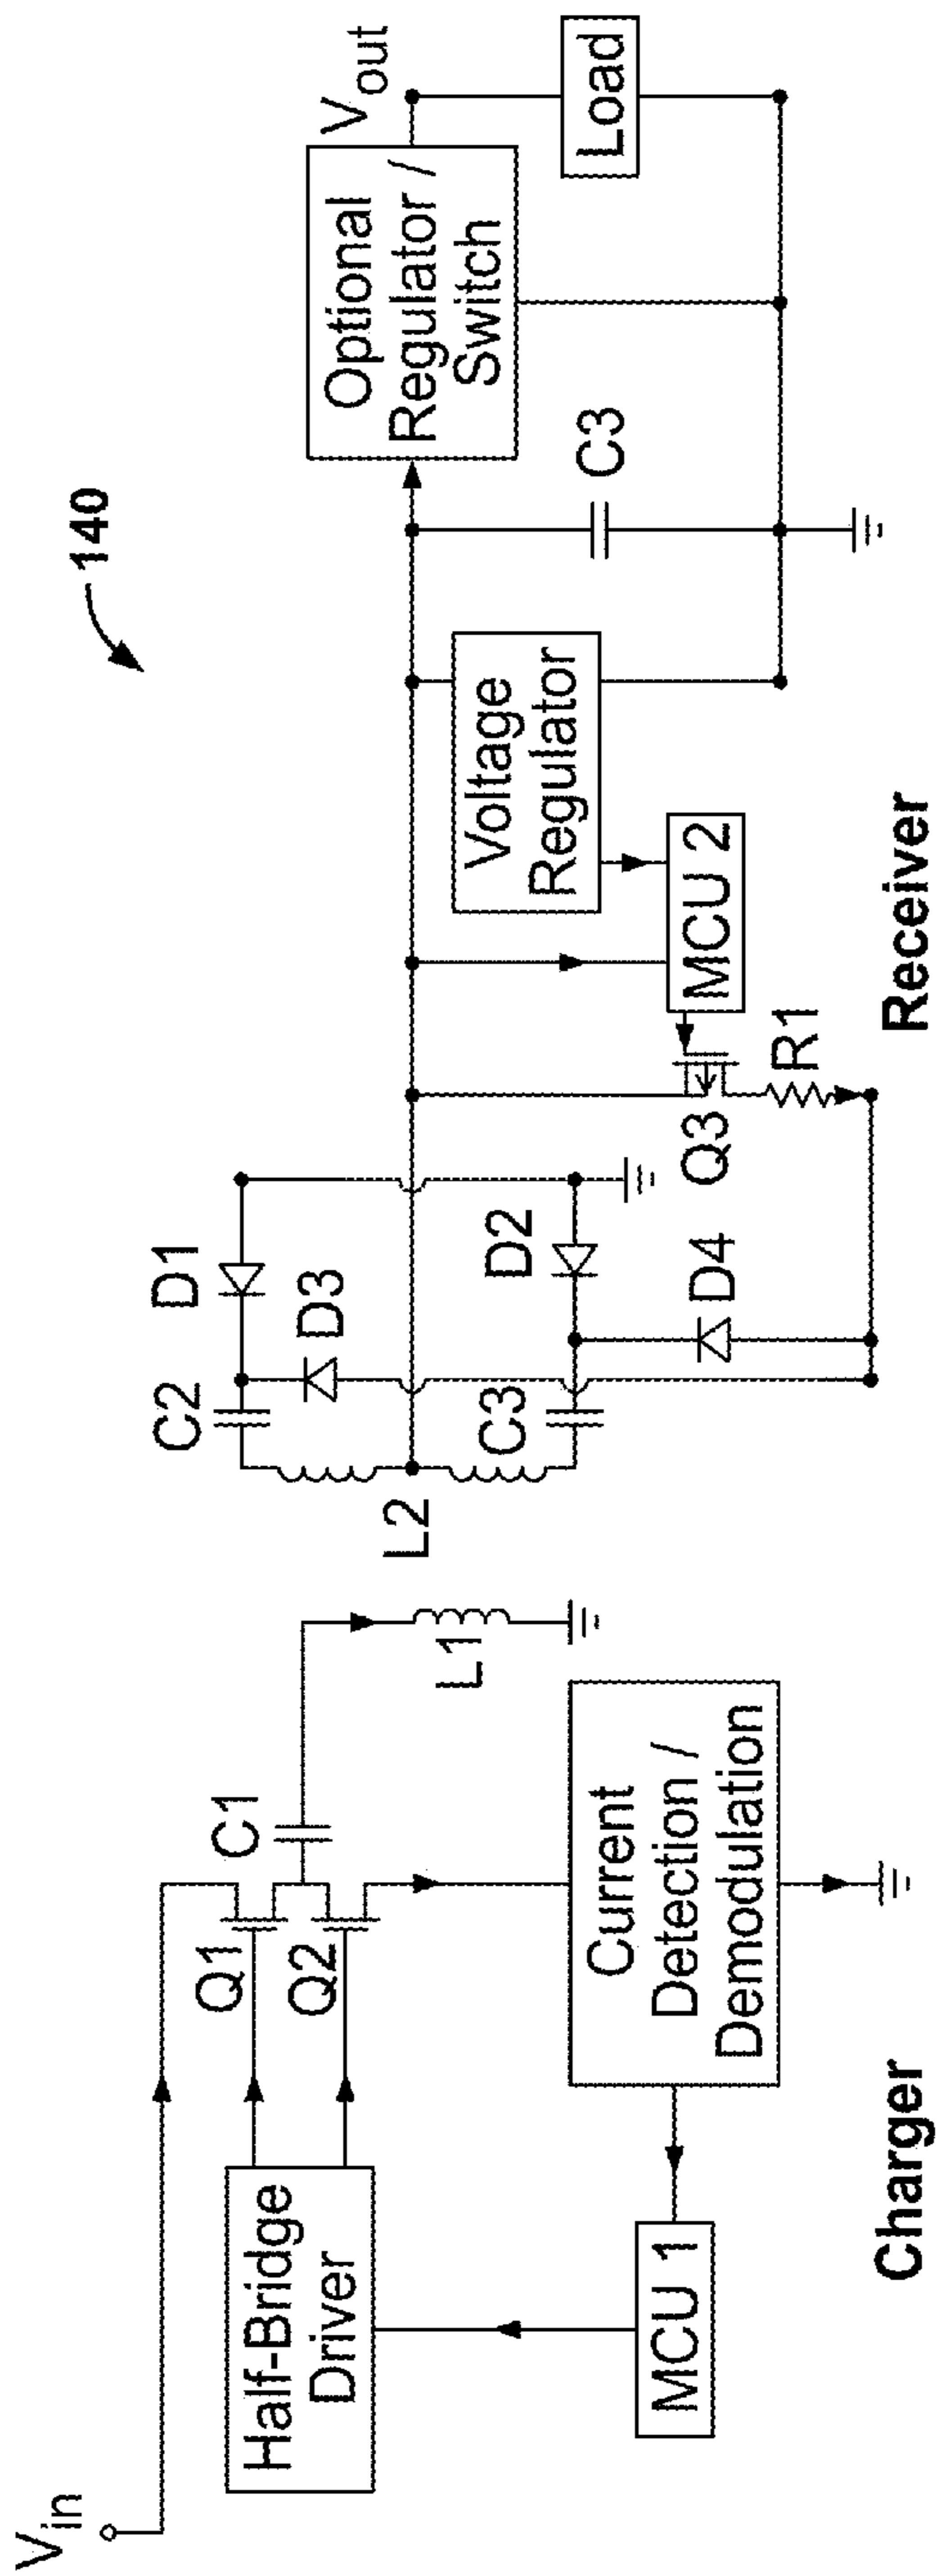 140
Vin
Half-Bridge
Driver
Q1
Q2
C1
L1
MCU 1
Current
Detection /
Demodulation
Charger
L2
C2
D1
D3
C3
D2
D4
Q3
R1
MCU 2
Voltage
Regulator
C3
Optional
Regulator /
Switch
Vout
Load
Receiver